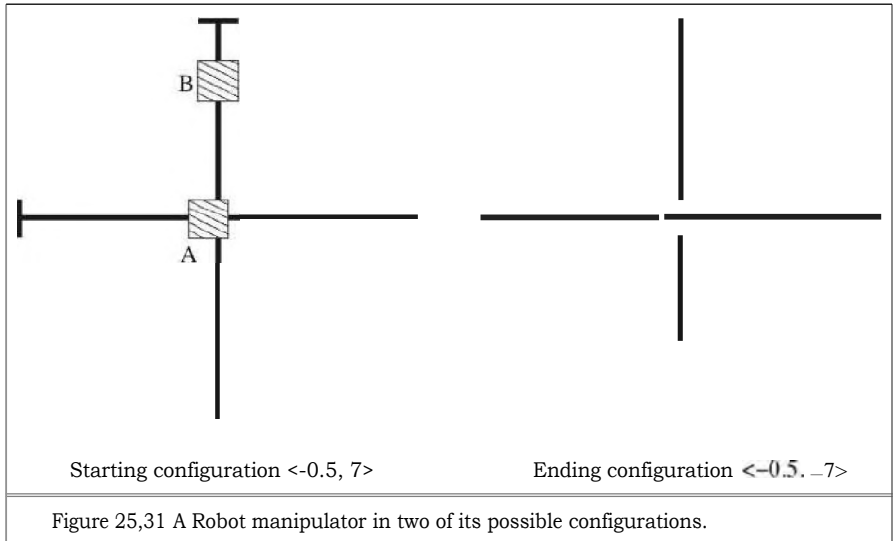 B
A
Starting configuration <-0.5, 7>
Ending configuration <-0.5. –7>
Figure 25,31 A Robot manipulator in two of its possible configurations.